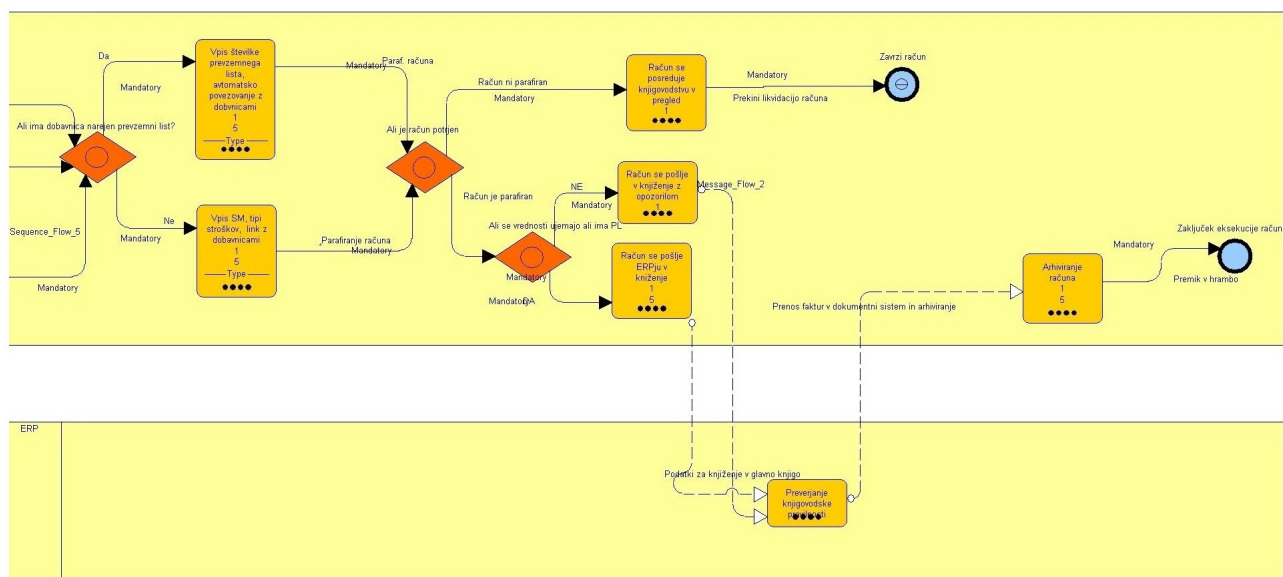 Da
Mandatory
Ali ima dobavnica narejen prevzemni list?
Sequence_Flow_5
Mandatory
Ne
Mandatory
Vpis številke
prevzemnega
lista,
avtomatsko
povezovanje z
dobvnicami
1
5
Type
Vpis SM, tipi
stroškov, link z
dobavnicami
1
5
Type
Paraf. računa
Mandatory
Parafiranje računa
Mandatory
Ali je račun potrjen
Račun ni parafiran
Mandatory
Račun je parafiran
Mandatory
Račun se
posreduje
knjigovodstvu v
pregled
1
Mandatory
Prekini likvidacijo računa
Zavrzi račun
Ali se vrednosti ujemajo ali ima PL
NE
Mandatory
Mandatory
Mandatory
DA
Račun se pošlje
v knjiženje z
opozorilom
1
Message_Flow_2
Račun se pošlje
ERPju v
kniženje
1
5
Prenos faktur v dokumentni sistem in arhiviranje
Arhiviranje
računa
1
5
Mandatory
Premik v hrambo
Zaključek eksekucije račun
ERP
Podatki za knjiženje v glavno knjigo
Preverjanje
knjigovodske